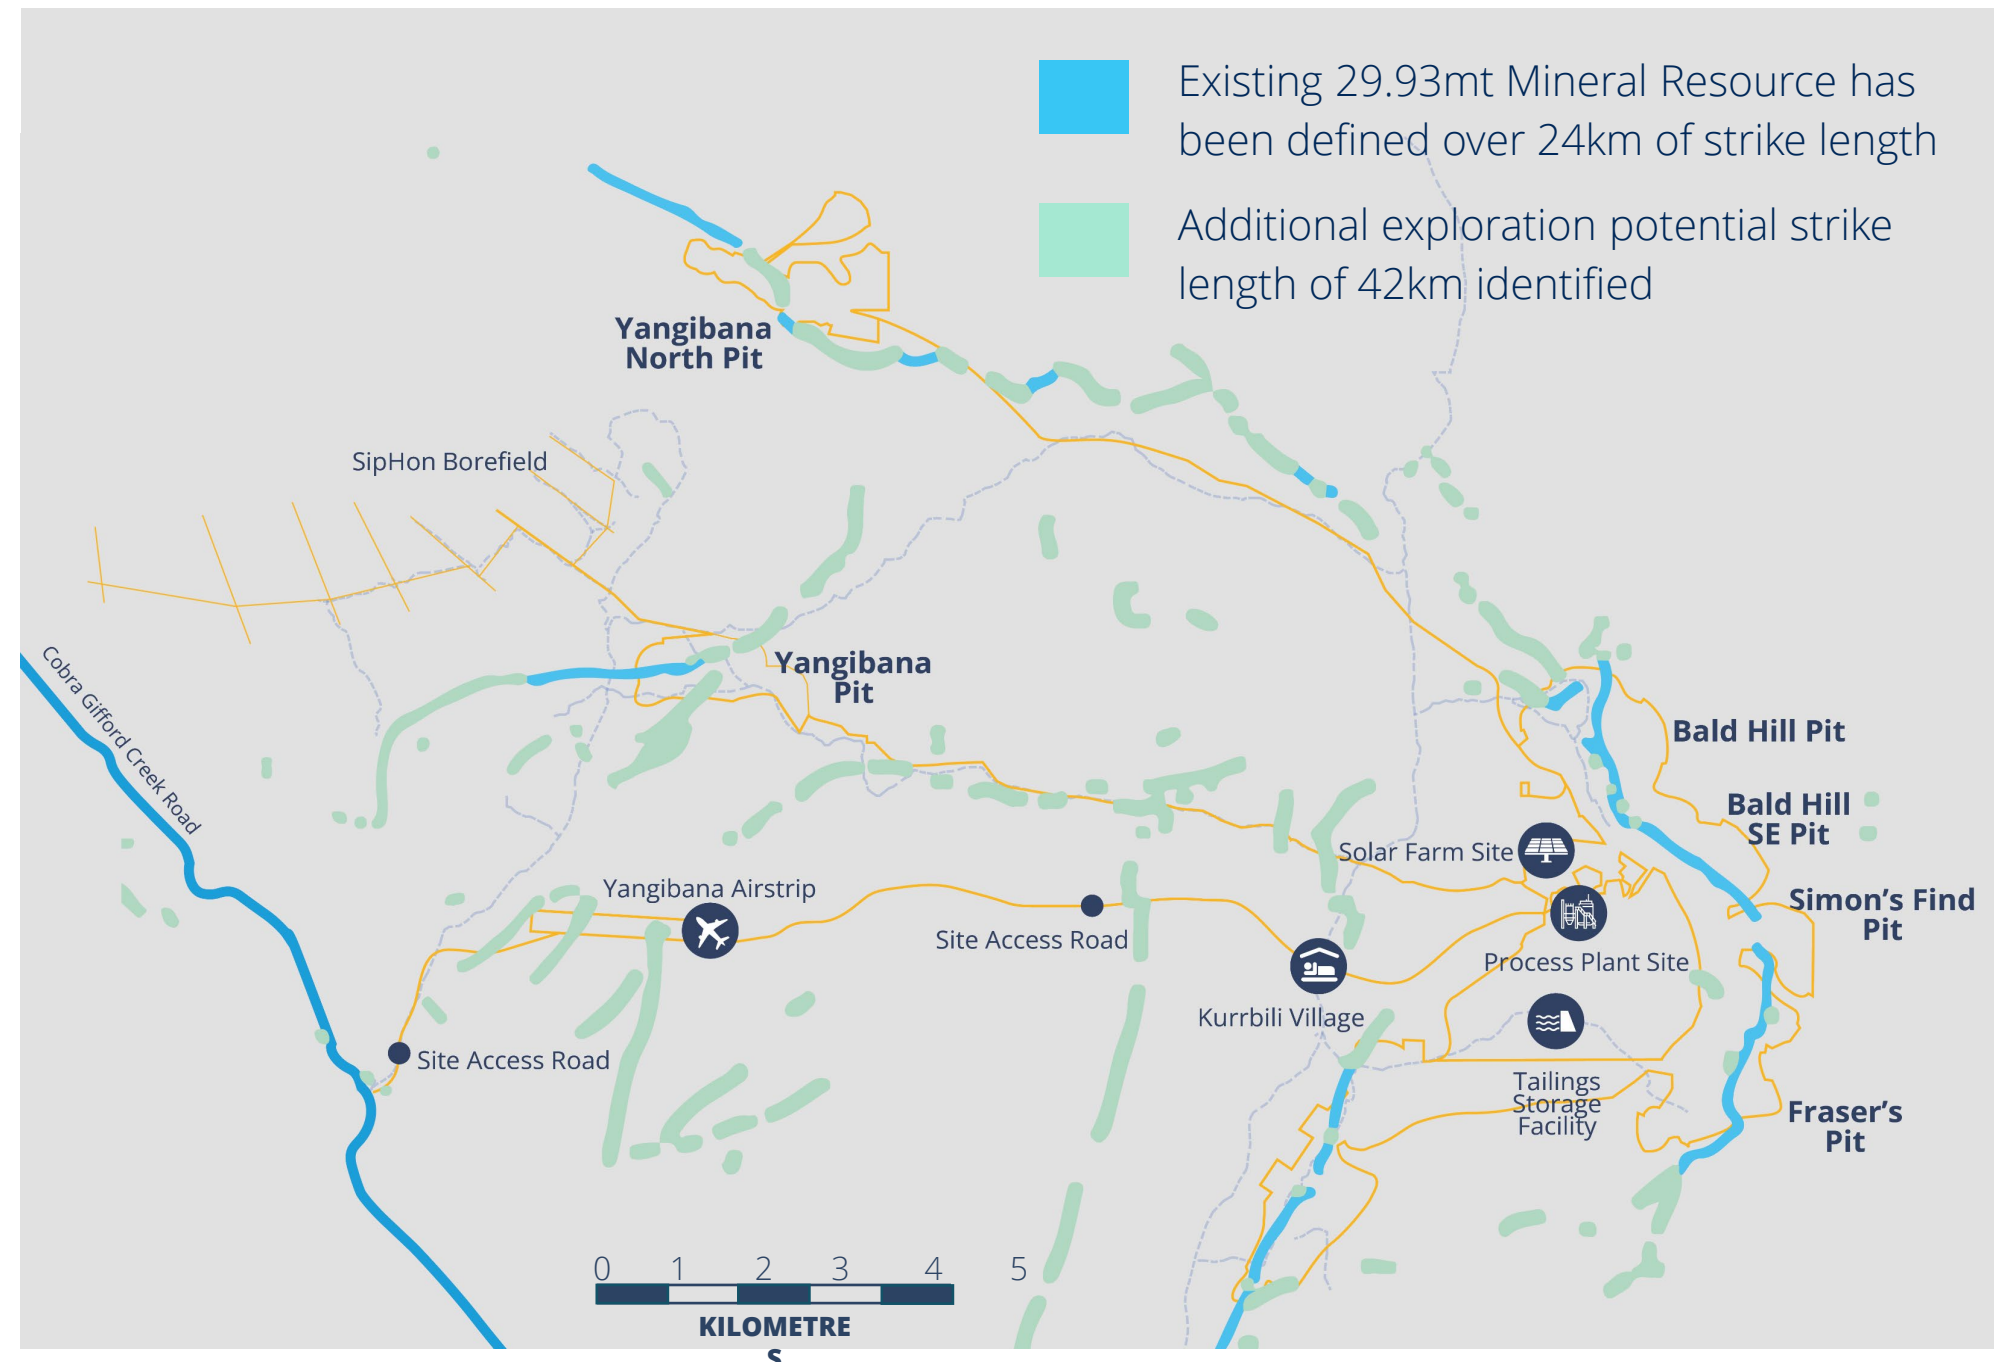 Existing 29.93mt Mineral Resource has
been defined over 24km of strike length
Additional exploration potential strike
length of 42km identified
Yangibana
North Pit
SipHon Borefield
Cobra Gifford Creek Road
Yangibana
Pit
Bald Hill Pit
Bald Hill
SE Pit
Solar Farm Site
Yangibana Airstrip
Simon's Find
Pit
Site Access Road
Process Plant Site
Kurrbili Village
Site Access Road
Tailings
Storage
Facility
Fraser's
Pit
0 1 2 3 4 5
KILOMETRE
S